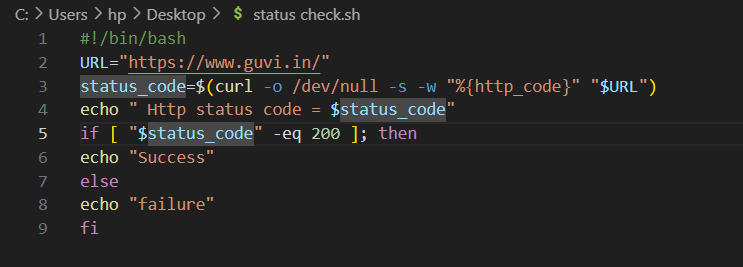 C: > Users > hp > Desktop > $ status check.sh
1 #!/bin/bash
2 URL="https://www.guvi.in/"
3 status_code=$(curl -o /dev/null -s -w "%{http_code}" "$URL")
4 echo " Http status code = $status_code"
5 if [ "$status_code" -eq 200 ]; then
6 echo "Success"
7 else
8 echo "failure"
9 fi